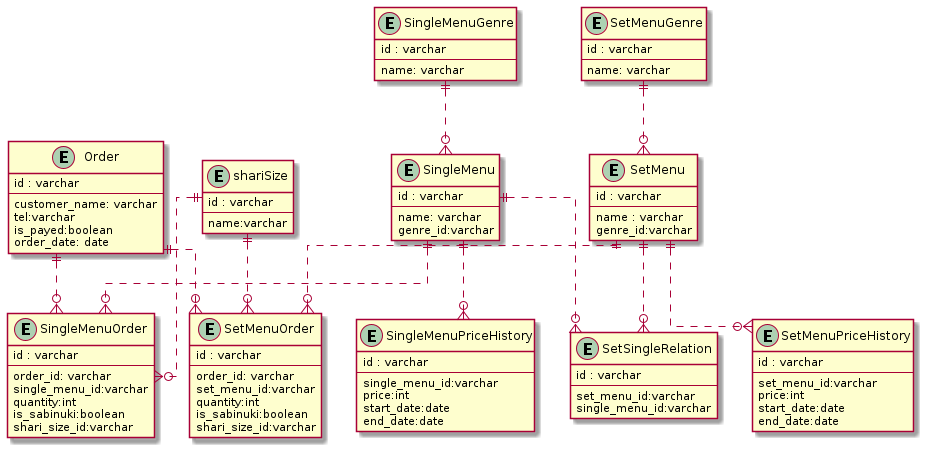 E SingleMenuGenre
id : varchar
name: varchar
E SetMenuGenre
id : varchar
name: varchar
E Order
id : varchar
customer_name: varchar
tel:varchar
is_payed:boolean
order_date: date
E shariSize
id : varchar
name:varchar
E SingleMenu
id : varchar
name: varchar
genre_id:varchar
E SetMenu
id : varchar
name : varchar
genre_id:varchar
E SingleMenuOrder
id : varchar
order_id: varchar
single_menu_id:varchar
quantity:int
is_sabinuki:boolean
shari_size_id:varchar
E SetMenuOrder
id : varchar
order_id: varchar
set_menu_id:varchar
quantity:int
is_sabinuki:boolean
shari_size_id:varchar
E SingleMenuPriceHistory
id : varchar
single_menu_id:varchar
price:int
start_date:date
end_date:date
E SetSingleRelation
id : varchar
set_menu_id:varchar
single_menu_id:varchar
E SetMenuPriceHistory
id : varchar
set_menu_id:varchar
price:int
start_date:date
end_date:date